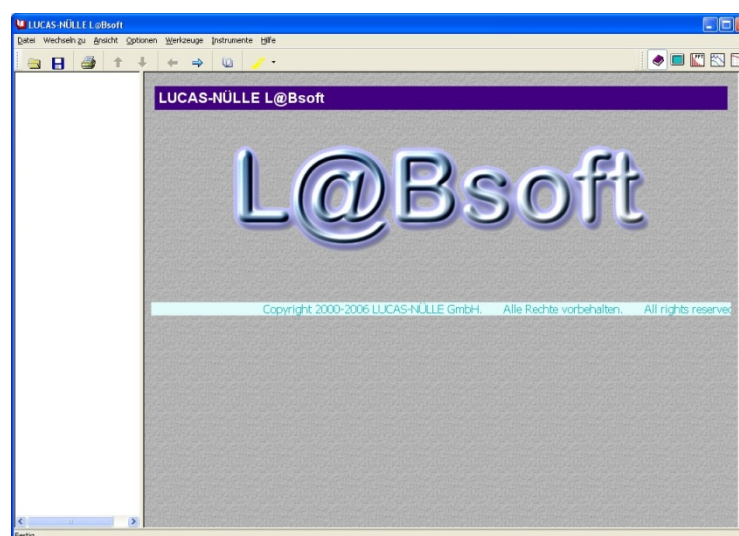 LUCAS-NÜLLE L@Bsoft
Datei Wechseln zu Ansicht Optionen Werkzeuge Instrumente Hilfe
LUCAS-NÜLLE L@Bsoft
L@Bsoft
Copyright 2000-2006 LUCAS-NÜLLE GmbH. Alle Rechte vorbehalten. All rights reserved
Fertig